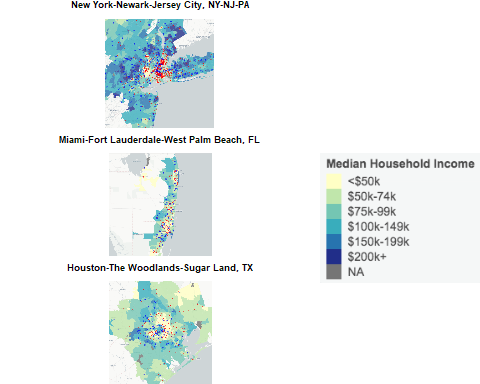 New York-Newark-Jersey City, NY-NJ-PA
Miami-Fort Lauderdale-West Palm Beach, FL
Houston-The Woodlands-Sugar Land, TX
Median Household Income
<$50k
$50k-74k
$75k-99k
$100k-149k
$150k-199k
$200k+
NA